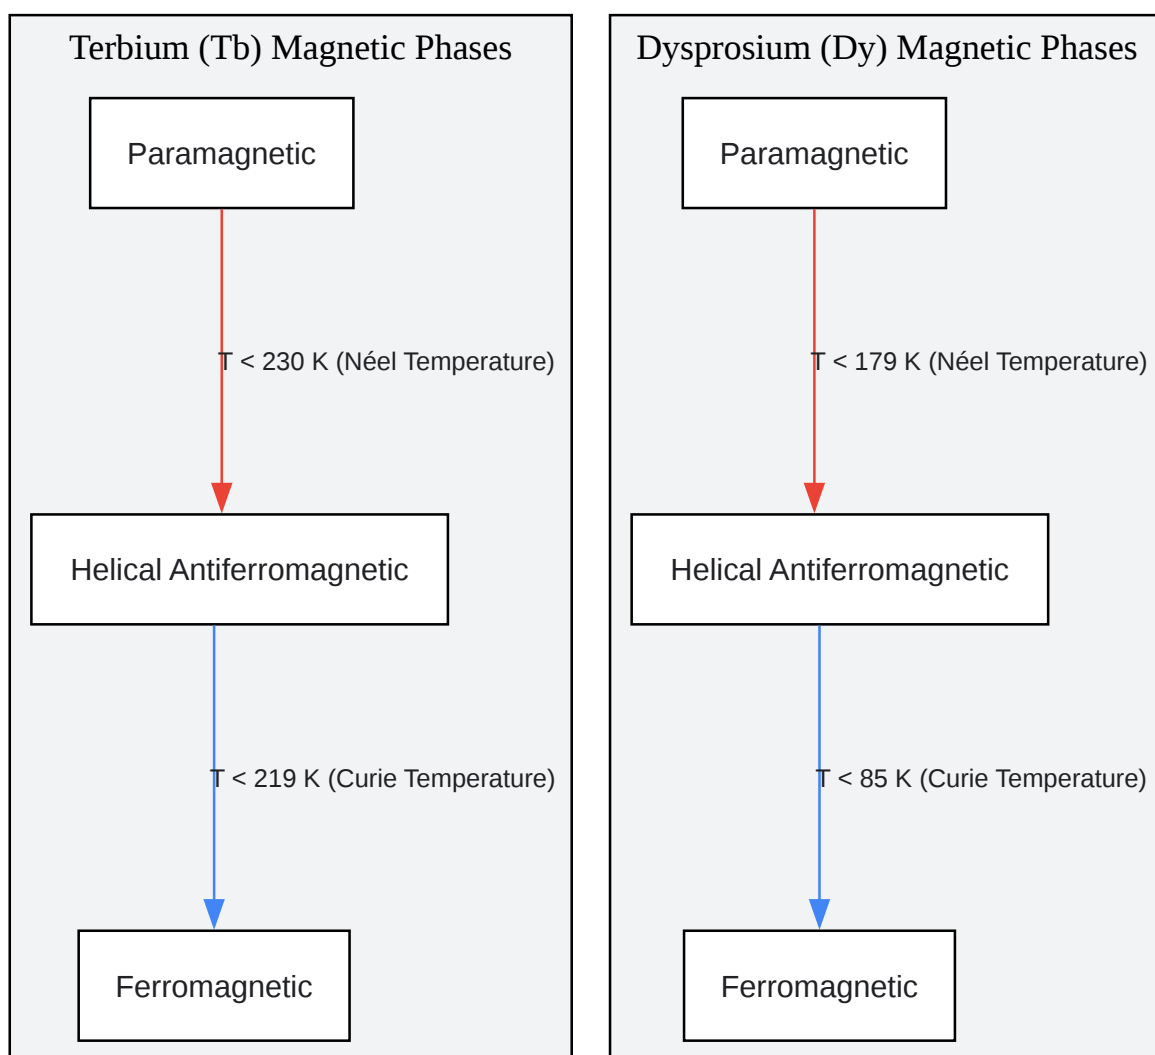 Terbium (Tb) Magnetic Phases
Paramagnetic
T < 230 K (Néel Temperature)
Helical Antiferromagnetic
T < 219 K (Curie Temperature)
Ferromagnetic
Dysprosium (Dy) Magnetic Phases
Paramagnetic
T < 179 K (Néel Temperature)
Helical Antiferromagnetic
T < 85 K (Curie Temperature)
Ferromagnetic